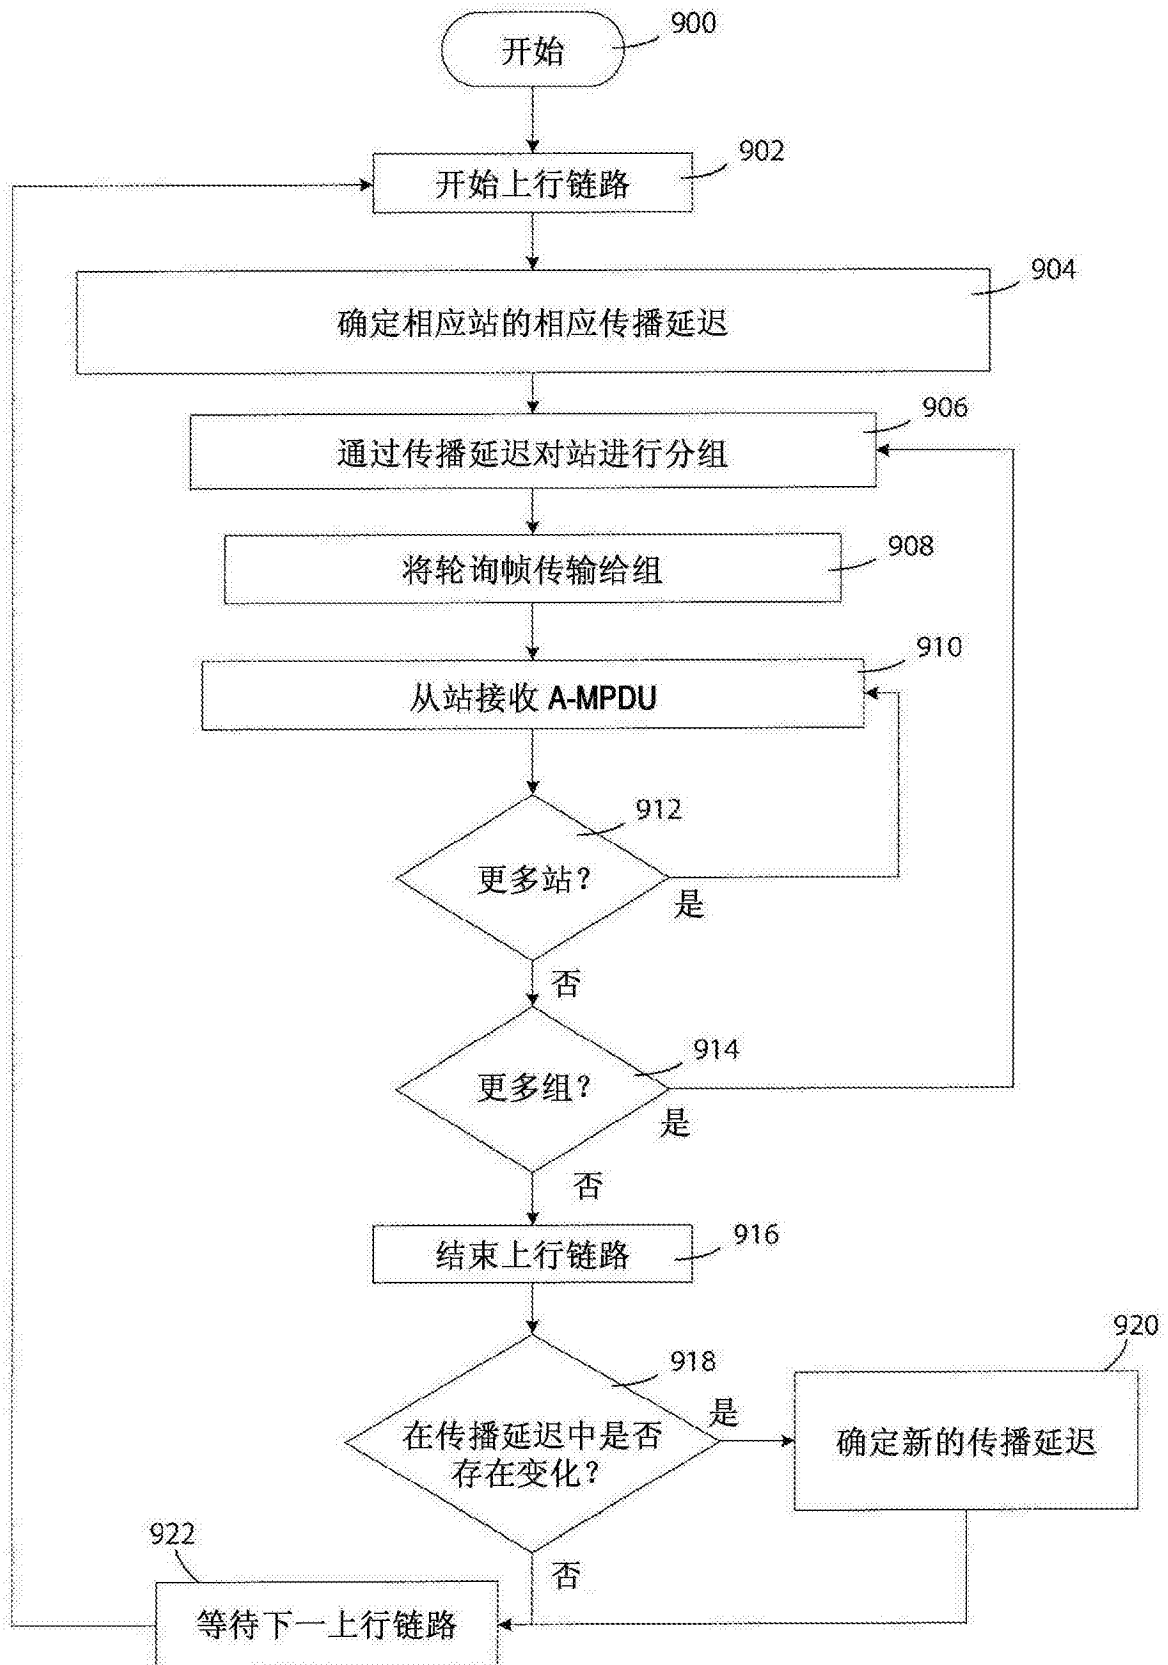 开始
900
902
开始上行链路
904
确定相应站的相应传播延迟
906
通过传播延迟对站进行分组
908
将轮询帧传输给组
910
从站接收 A-MPDU
912
更多站？
是
否
914
更多组？
是
否
916
结束上行链路
918
920
在传播延迟中是否
存在变化？
是
确定新的传播延迟
否
922
等待下一上行链路